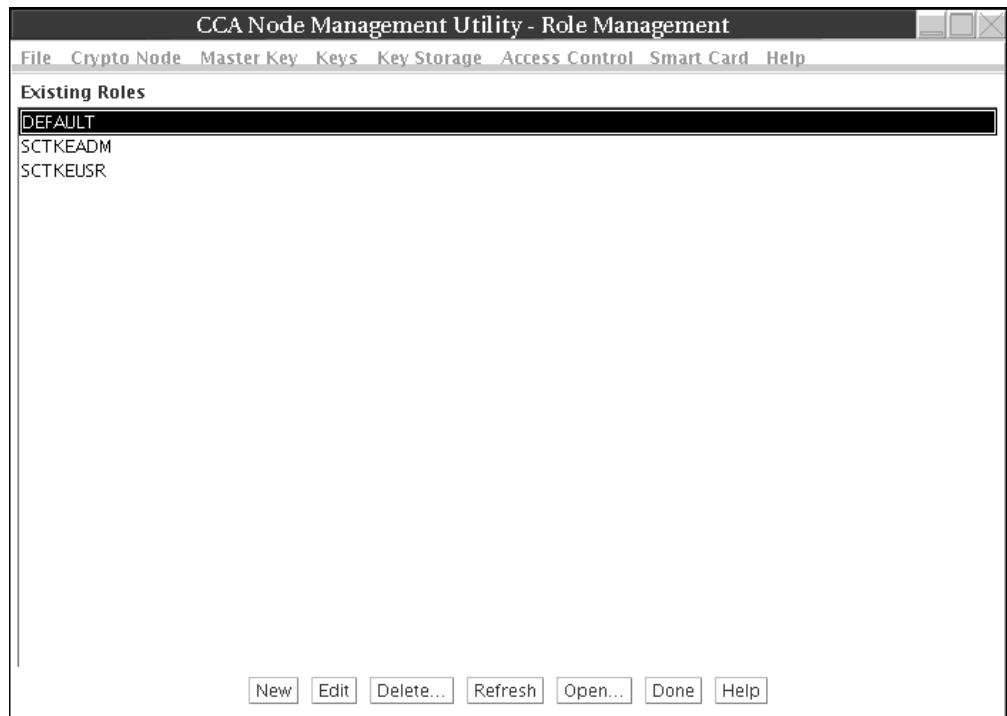 CCA Node Management Utility - Role Management
File Crypto Node Master Key Keys Key Storage Access Control Smart Card Help
Existing Roles
DEFAULT
SCTKEADM
SCTKEUSR
New Edit Delete... Refresh Open... Done Help